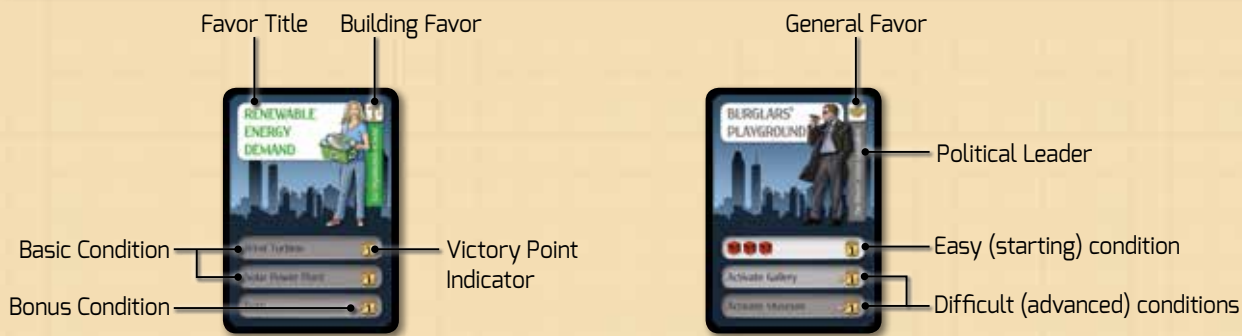 Favor Title
Building Favor
General Favor
RENEWABLE
ENERGY
DEMAND
BURGLARS'
PLAYGROUND
Political Leader
Basic Condition
Wind Turbine
Victory Point
Indicator
Solar Power Plant
Bonus Condition
Easy (starting) condition
Activate Gallery
Activate Museum
Difficult (advanced) conditions